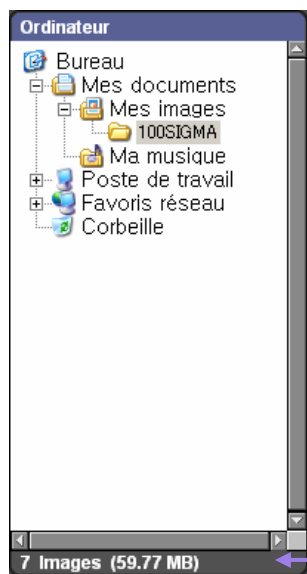 Ordinateur
Bureau
Mes documents
Mes images
100SIGMA
Ma musique
Poste de travail
Favoris réseau
Corbeille
7 Images (59.77 MB)